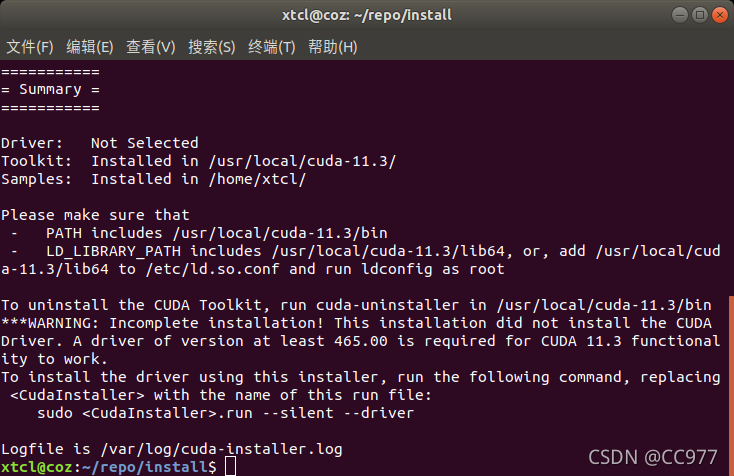 xtcl@coz: ~/repo/install
文件(F) 编辑(E) 查看(V) 搜索(S) 终端(T) 帮助(H)
===========
= Summary =
===========
Driver:   Not Selected
Toolkit:  Installed in /usr/local/cuda-11.3/
Samples:  Installed in /home/xtcl/
Please make sure that
 -   PATH includes /usr/local/cuda-11.3/bin
 -   LD_LIBRARY_PATH includes /usr/local/cuda-11.3/lib64, or, add /usr/local/cud
a-11.3/lib64 to /etc/ld.so.conf and run ldconfig as root
To uninstall the CUDA Toolkit, run cuda-uninstaller in /usr/local/cuda-11.3/bin
***WARNING: Incomplete installation! This installation did not install the CUDA
Driver. A driver of version at least 465.00 is required for CUDA 11.3 functional
ity to work.
To install the driver using this installer, run the following command, replacing
 <CudaInstaller> with the name of this run file:
    sudo <CudaInstaller>.run --silent --driver
Logfile is /var/log/cuda-installer.log
xtcl@coz:~/repo/install$
CSDN @CC977